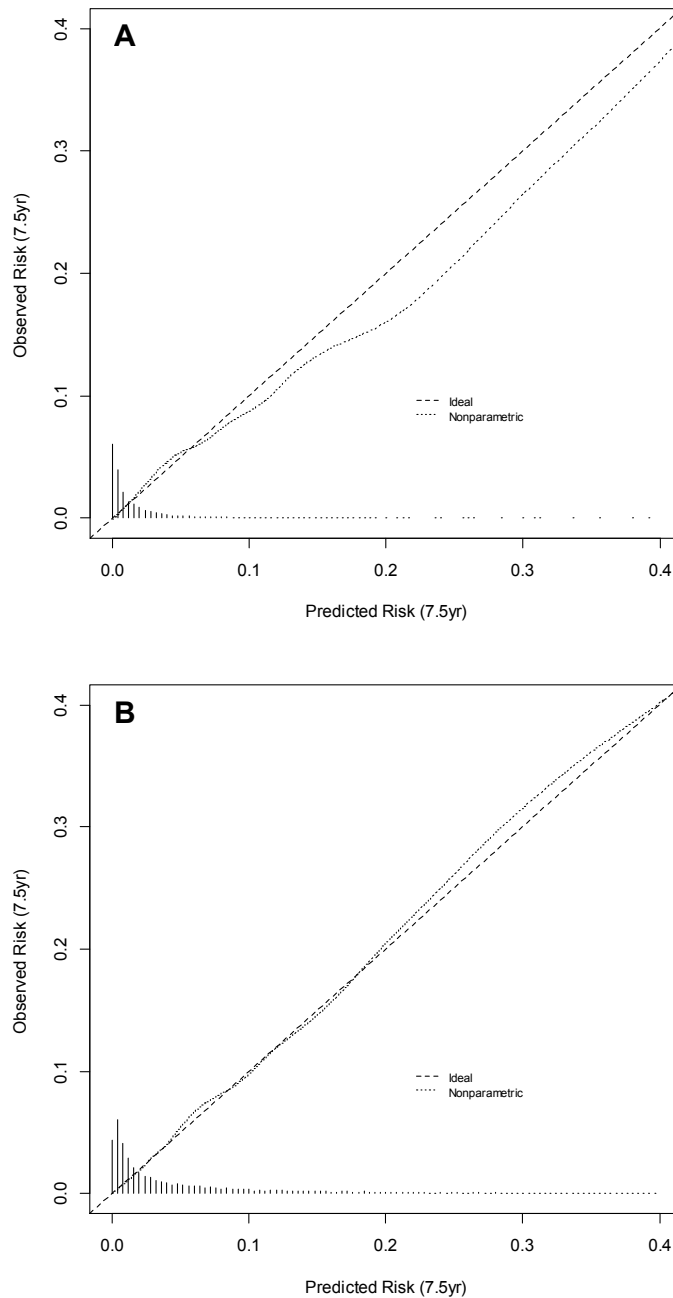 A
0.4
0.3
0.2
0.1
0.0
Observed Risk (7.5yr)
Ideal
Nonparametric
0.0 0.1 0.2 0.3 0.4
Predicted Risk (7.5yr)
B
0.4
0.3
0.2
0.1
0.0
Observed Risk (7.5yr)
Ideal
Nonparametric
0.0 0.1 0.2 0.3 0.4
Predicted Risk (7.5yr)